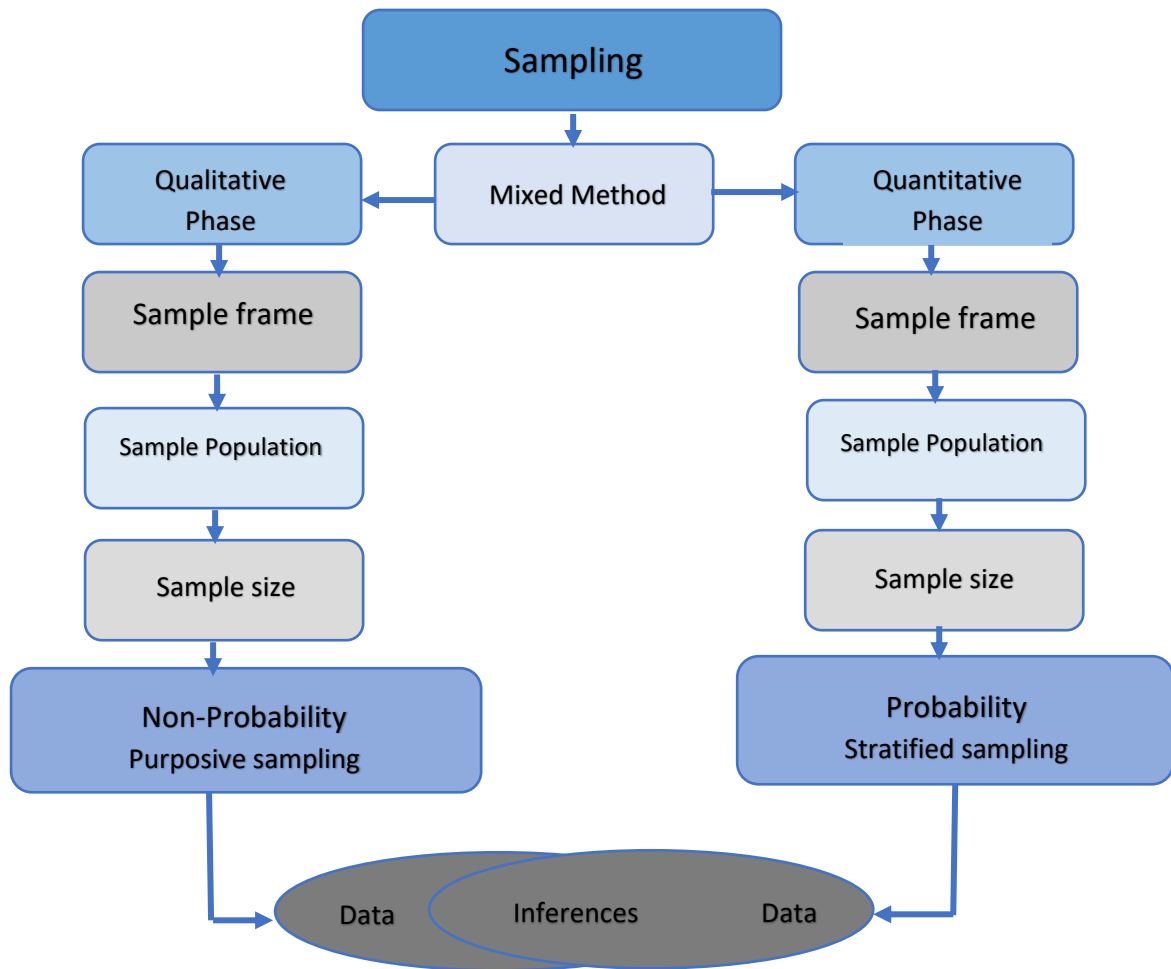 Sampling
Qualitative
Phase
Mixed Method
Quantitative
Phase
Sample frame
Sample frame
Sample Population
Sample Population
Sample size
Sample size
Non-Probability
Purposive sampling
Probability
Stratified sampling
Data
Inferences
Data